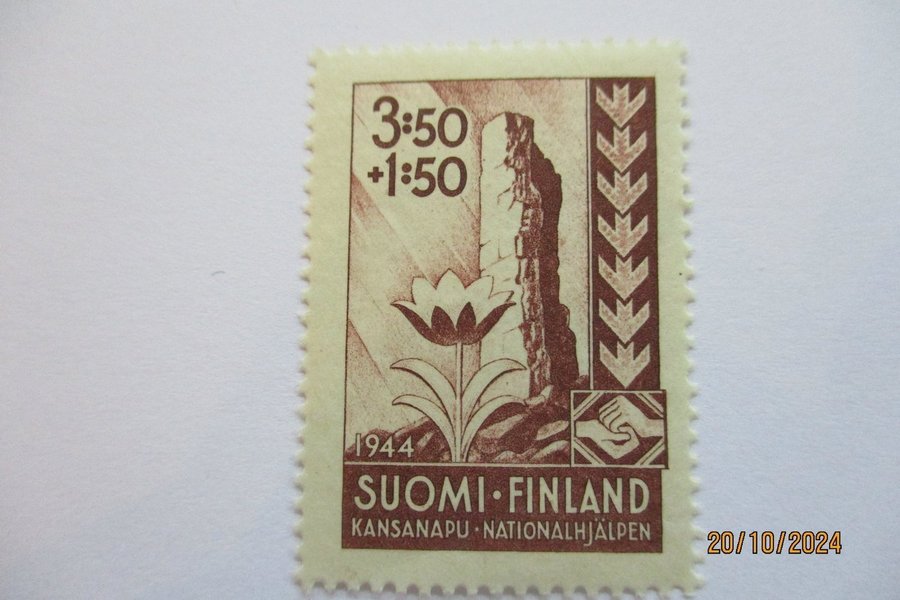 3:50
+1:50
1944
SUOMI·FINLAND
KANSANAPU·NATIONALHJÄLPEN
20/10/2024